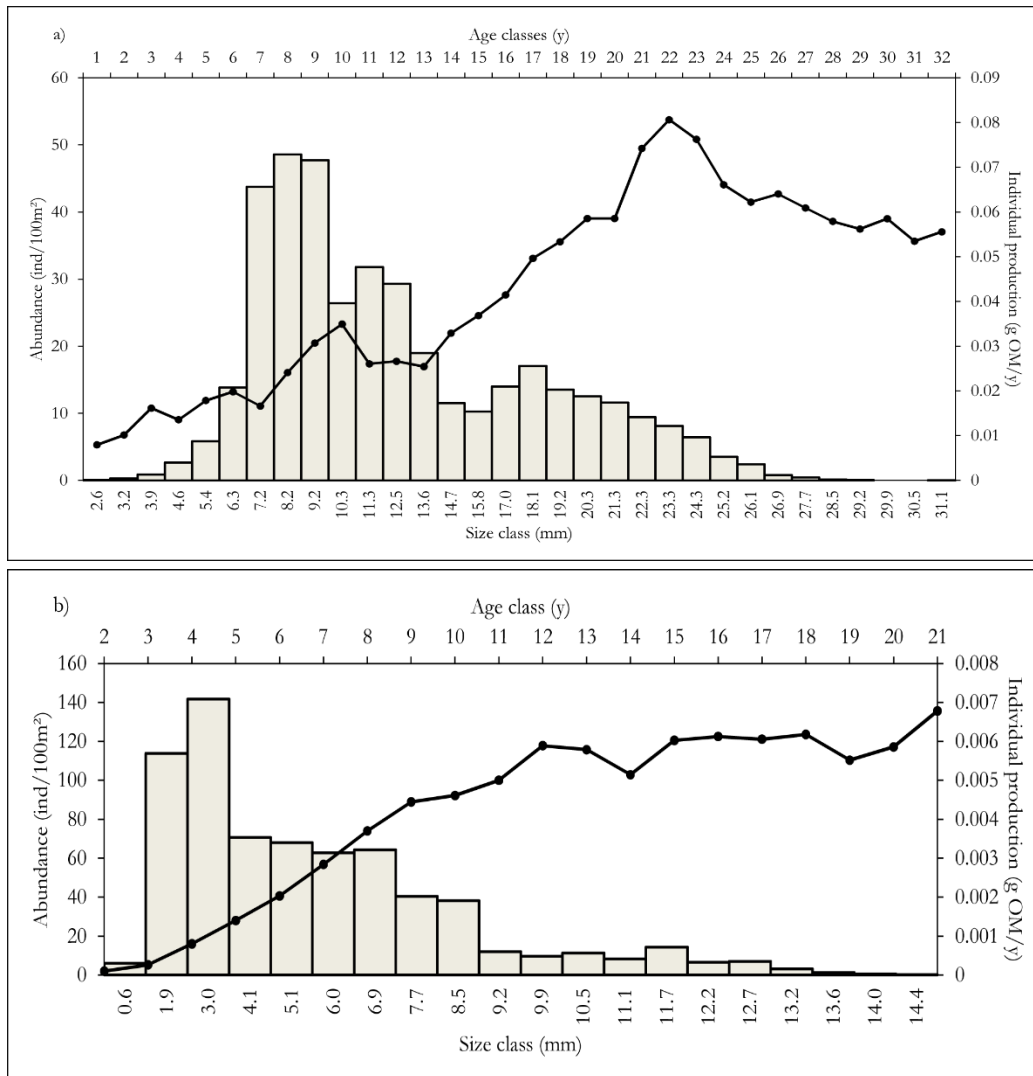 a)
Age classes (y)
1 2 3 4 5 6 7 8 9 10 11 12 13 14 15 16 17 18 19 20 21 22 23 24 25 26 27 28 29 30 31 32
60 50 40 30 20 10 0
Abundance (ind/100m²)
0.09 0.08 0.07 0.06 0.05 0.04 0.03 0.02 0.01 0
Individual production (g OM/y)
2.6 3.2 3.9 4.6 5.4 6.3 7.2 8.2 9.2 10.3 11.3 12.5 13.6 14.7 15.8 17.0 18.1 19.2 20.3 21.3 22.3 23.3 24.3 25.2 26.1 26.9 27.7 28.5 29.2 29.9 30.5 31.1
Size class (mm)
b)
Age class (y)
2 3 4 5 6 7 8 9 10 11 12 13 14 15 16 17 18 19 20 21
160 140 120 100 80 60 40 20 0
Abundance (ind/100m²)
0.008 0.007 0.006 0.005 0.004 0.003 0.002 0.001 0
Individual production (g OM/y)
0.6 1.9 3.0 4.1 5.1 6.0 6.9 7.7 8.5 9.2 9.9 10.5 11.1 11.7 12.2 12.7 13.2 13.6 14.0 14.4
Size class (mm)